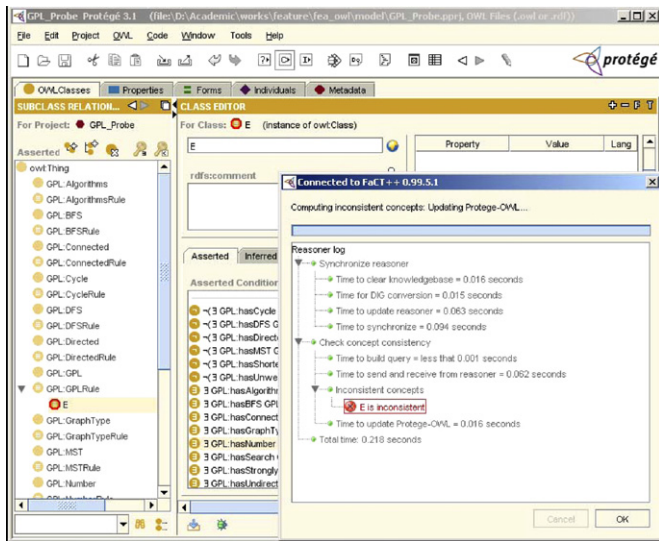 GPL_Probe Protégé 3.1 (file:\D:\Academic\works\feature\fea_owl\model\GPL_Probe.pprj, OWL Files (.owl or .rdf))
File Edit Project OWL Code Window Tools Help
protégé
OWLClasses Properties Forms Individuals Metadata
SUBCLASS RELATION...
CLASS EDITOR
For Project: GPL_Probe
For Class: E (instance of owl:Class)
Asserted
E
Property Value Lang
rdfs:comment
owl:Thing
GPL:Algorithms
GPL:AlgorithmsRule
GPL:BFS
GPL:BFSRule
GPL:Connected
GPL:ConnectedRule
GPL:Cycle
GPL:CycleRule
GPL:DFS
GPL:DFSRule
GPL:Directed
GPL:DirectedRule
GPL:GPL
GPL:GPLRule
E
GPL:GraphType
GPL:GraphTypeRule
GPL:MST
GPL:MSTRule
GPL:Number
Asserted Inferred
Asserted Condition
¬(∃ GPL:hasCycle
¬(∃ GPL:hasDFS G
¬(∃ GPL:hasDirect
¬(∃ GPL:hasMST G
¬(∃ GPL:hasShorte
¬(∃ GPL:hasUnwe
∃ GPL:hasAlgorith
∃ GPL:hasBFS GPL
∃ GPL:hasConnect
∃ GPL:hasGraphTy
∃ GPL:hasNumber
∃ GPL:hasSearch
∃ GPL:hasStrongly
∃ GPL:hasUndirect
Connected to FaCT++ 0.99.5.1
Computing inconsistent concepts: Updating Protege-OWL...
Reasoner log
Synchronize reasoner
Time to clear knowledgebase = 0.016 seconds
Time for DIG conversion = 0.015 seconds
Time to update reasoner = 0.063 seconds
Time to synchronize = 0.094 seconds
Check concept consistency
Time to build query = less that 0.001 seconds
Time to send and receive from reasoner = 0.062 seconds
Inconsistent concepts
E is inconsistent
Time to update Protege-OWL = 0.016 seconds
Total time: 0.218 seconds
Cancel OK